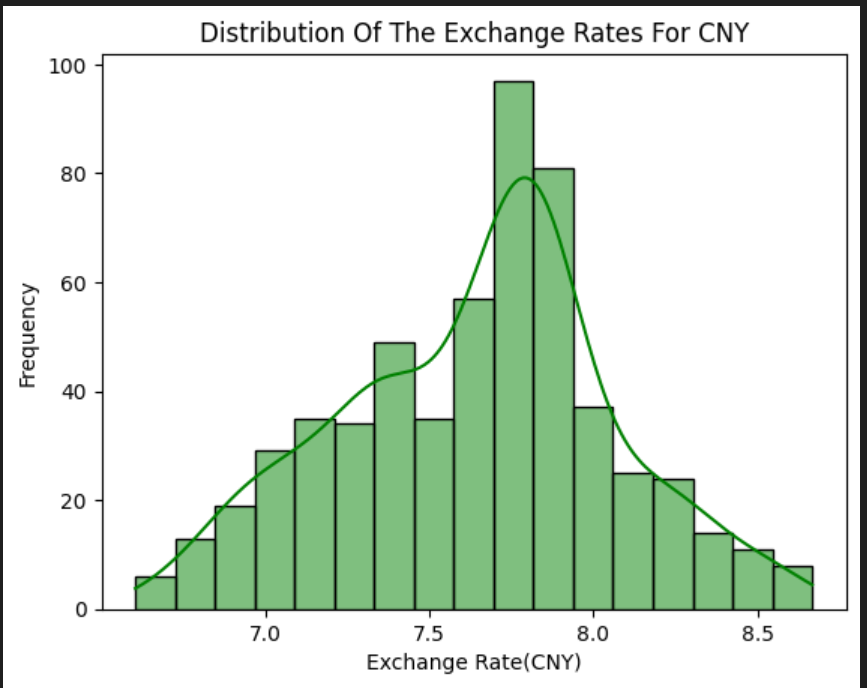 Distribution Of The Exchange Rates For CNY
100
80
60
40
20
0
Frequency
7.0 7.5 8.0 8.5
Exchange Rate(CNY)